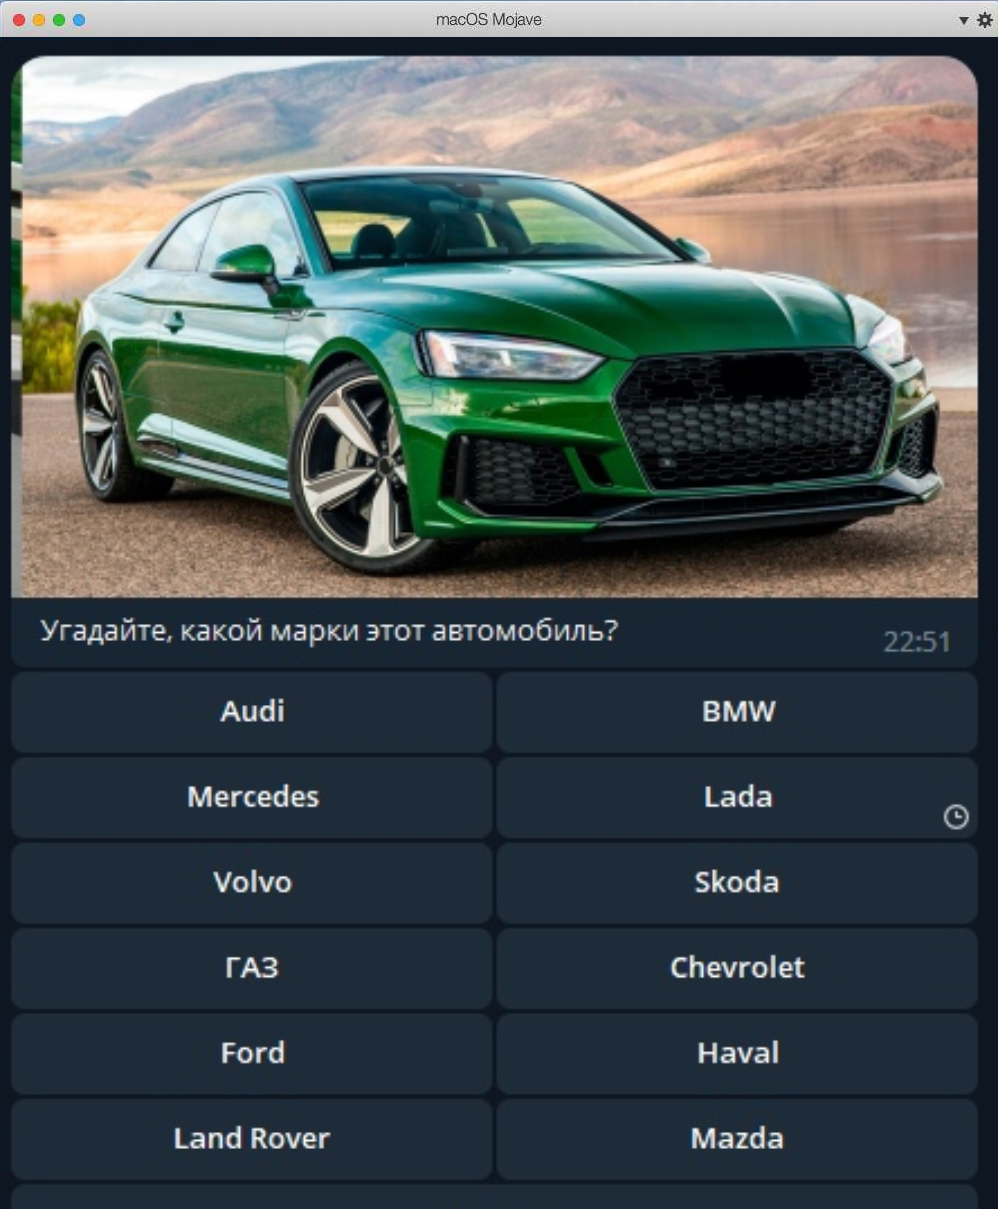 macOS Mojave
Угадайте, какой марки этот автомобиль?
22:51
Audi
BMW
Mercedes
Lada
Volvo
Skoda
ГАЗ
Chevrolet
Ford
Haval
Land Rover
Mazda